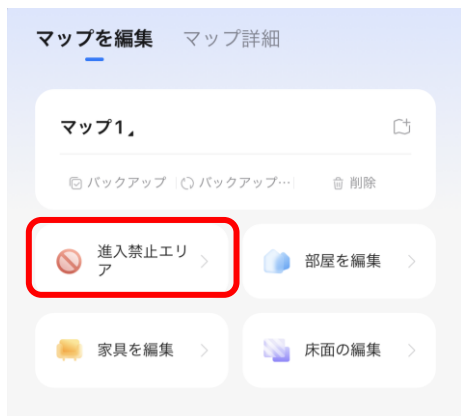 マップを編集 マップ詳細
マップ1
バックアップ バックアップ… 削除
進入禁止エリ
ア
部屋を編集
家具を編集 床面の編集